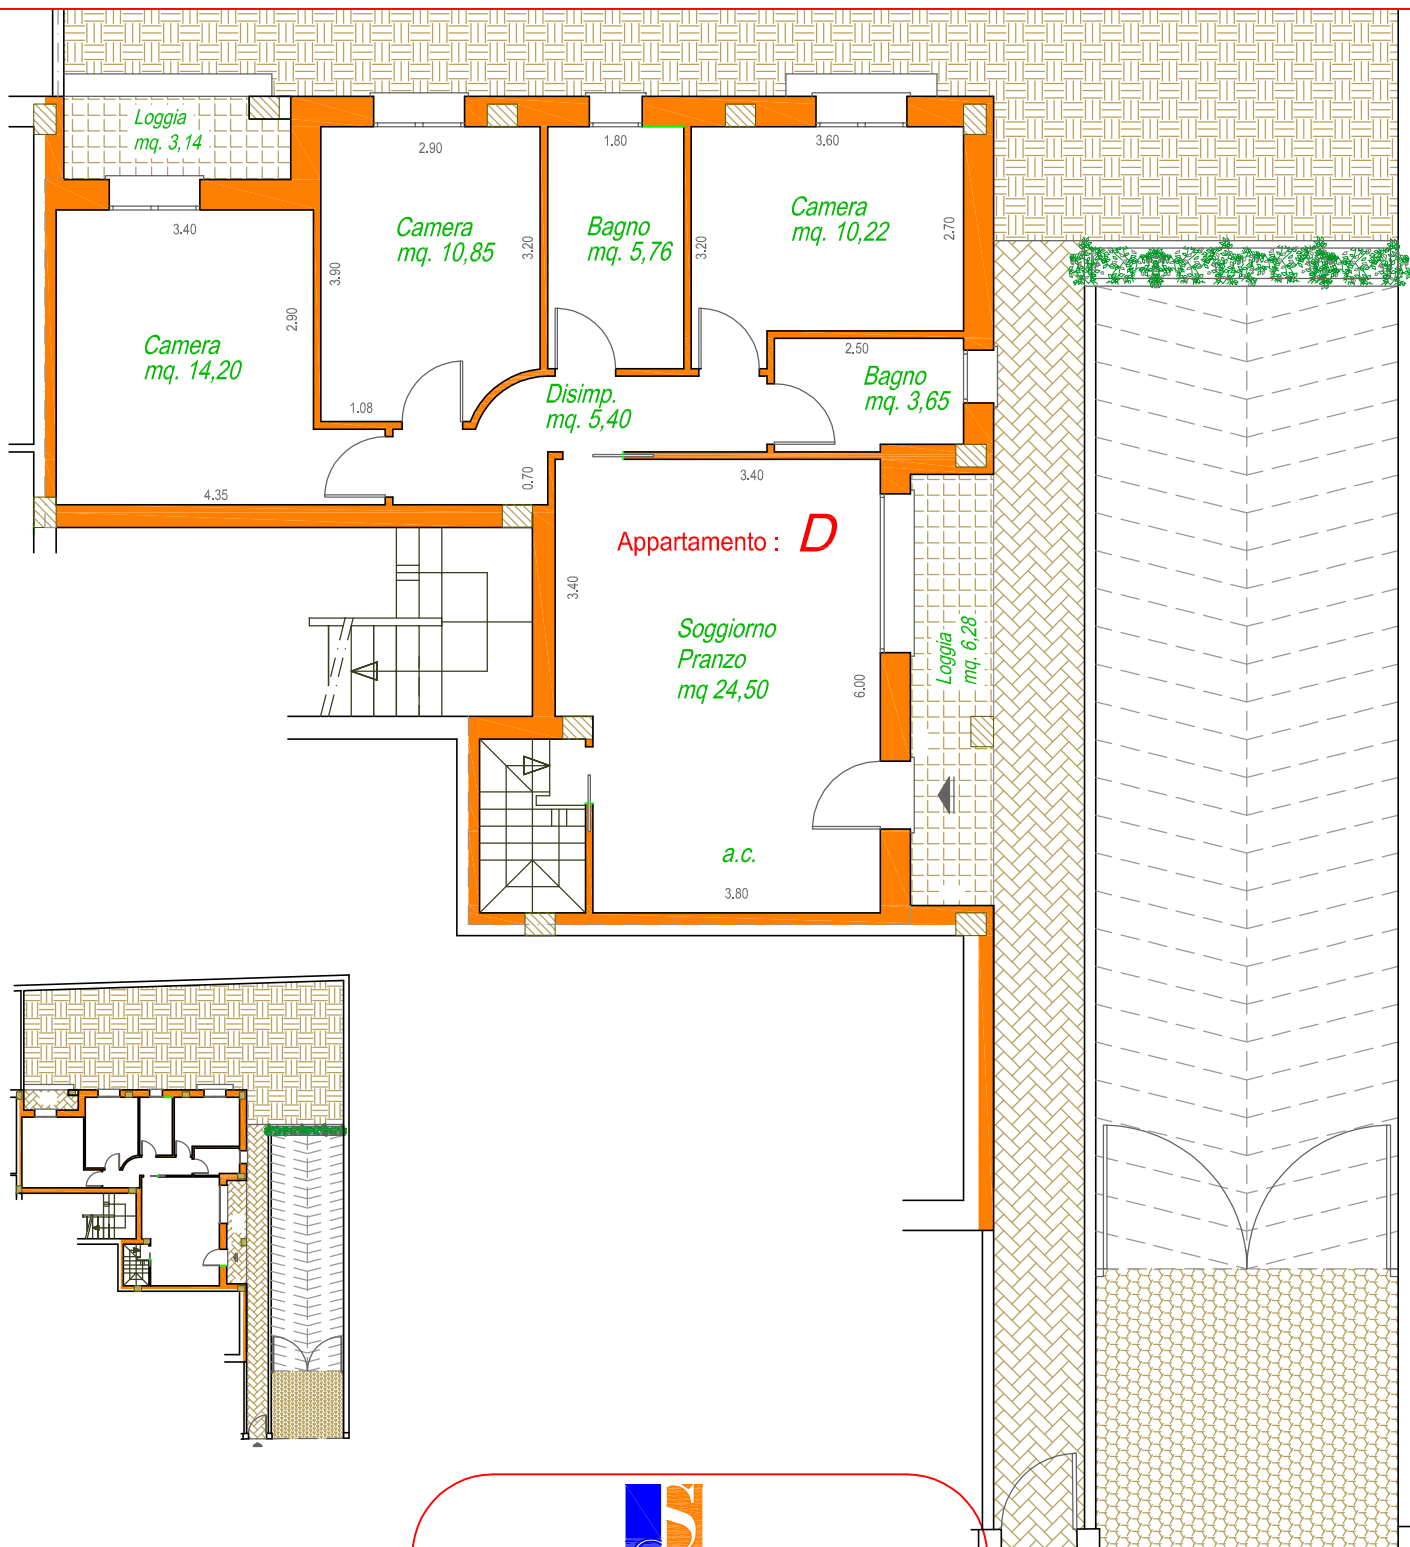 Loggia
mq. 3,14
2.90
1.80
3.60
3.40
Camera
mq. 10,85
3.20
Bagno
mq. 5,76
3.20
Camera
mq. 10,22
2.70
3.90
2.90
Camera
mq. 14,20
2.50
Bagno
mq. 3,65
Disimp.
mq. 5,40
1.08
4.35
0.70
3.40
Appartamento : D
3.40
Soggiorno
Pranzo
mq 24,50
6.00
Loggia
mq. 6,28
a.c.
3.80
S